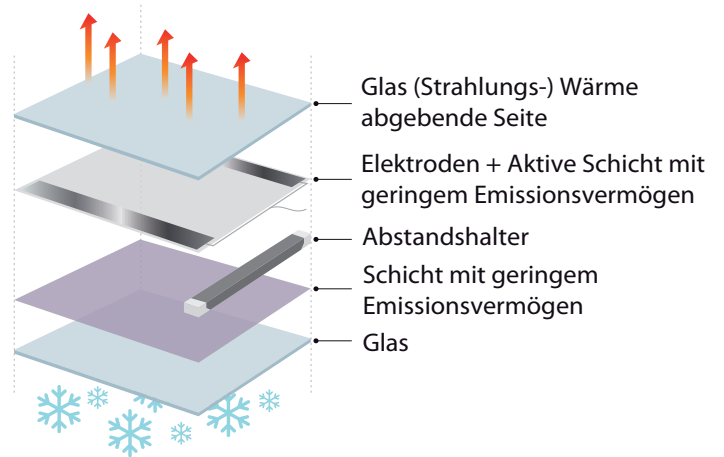 Glas (Strahlungs-) Wärme
abgebende Seite
Elektroden + Aktive Schicht mit
geringem Emissionsvermögen
Abstandshalter
Schicht mit geringem
Emissionsvermögen
Glas